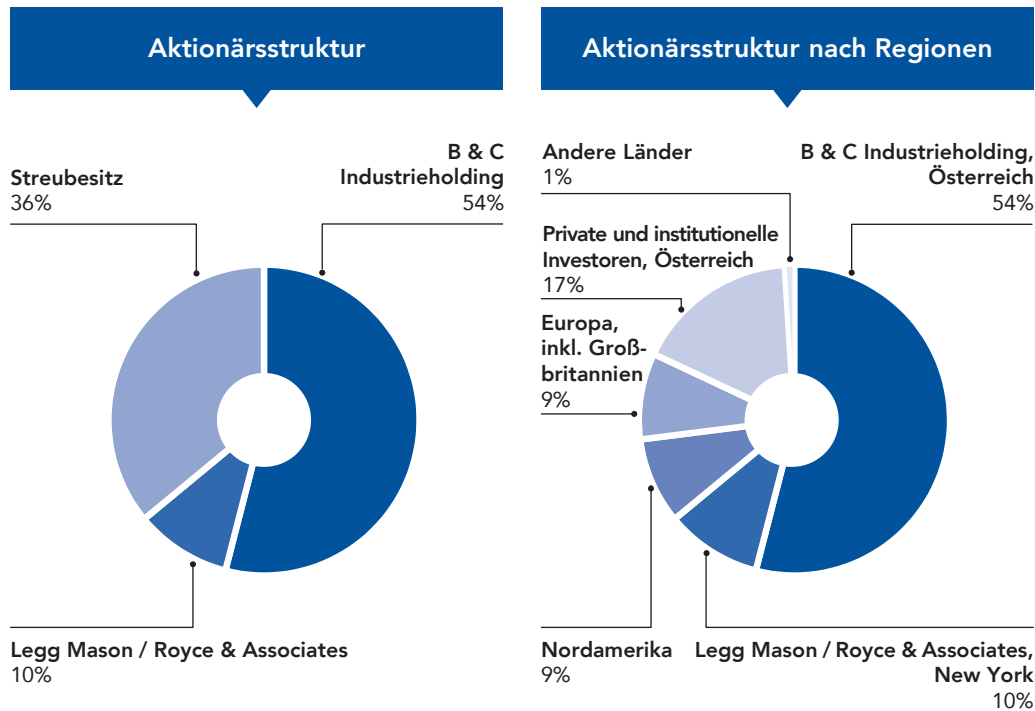 Aktionärsstruktur
Streubesitz
36%
B & C
Industrieholding
54%
Legg Mason / Royce & Associates
10%
Aktionärsstruktur nach Regionen
Andere Länder
1%
B & C Industrieholding,
Österreich
54%
Private und institutionelle
Investoren, Österreich
17%
Europa,
inkl. Groß-
britannien
9%
Nordamerika
9%
Legg Mason / Royce & Associates,
New York
10%